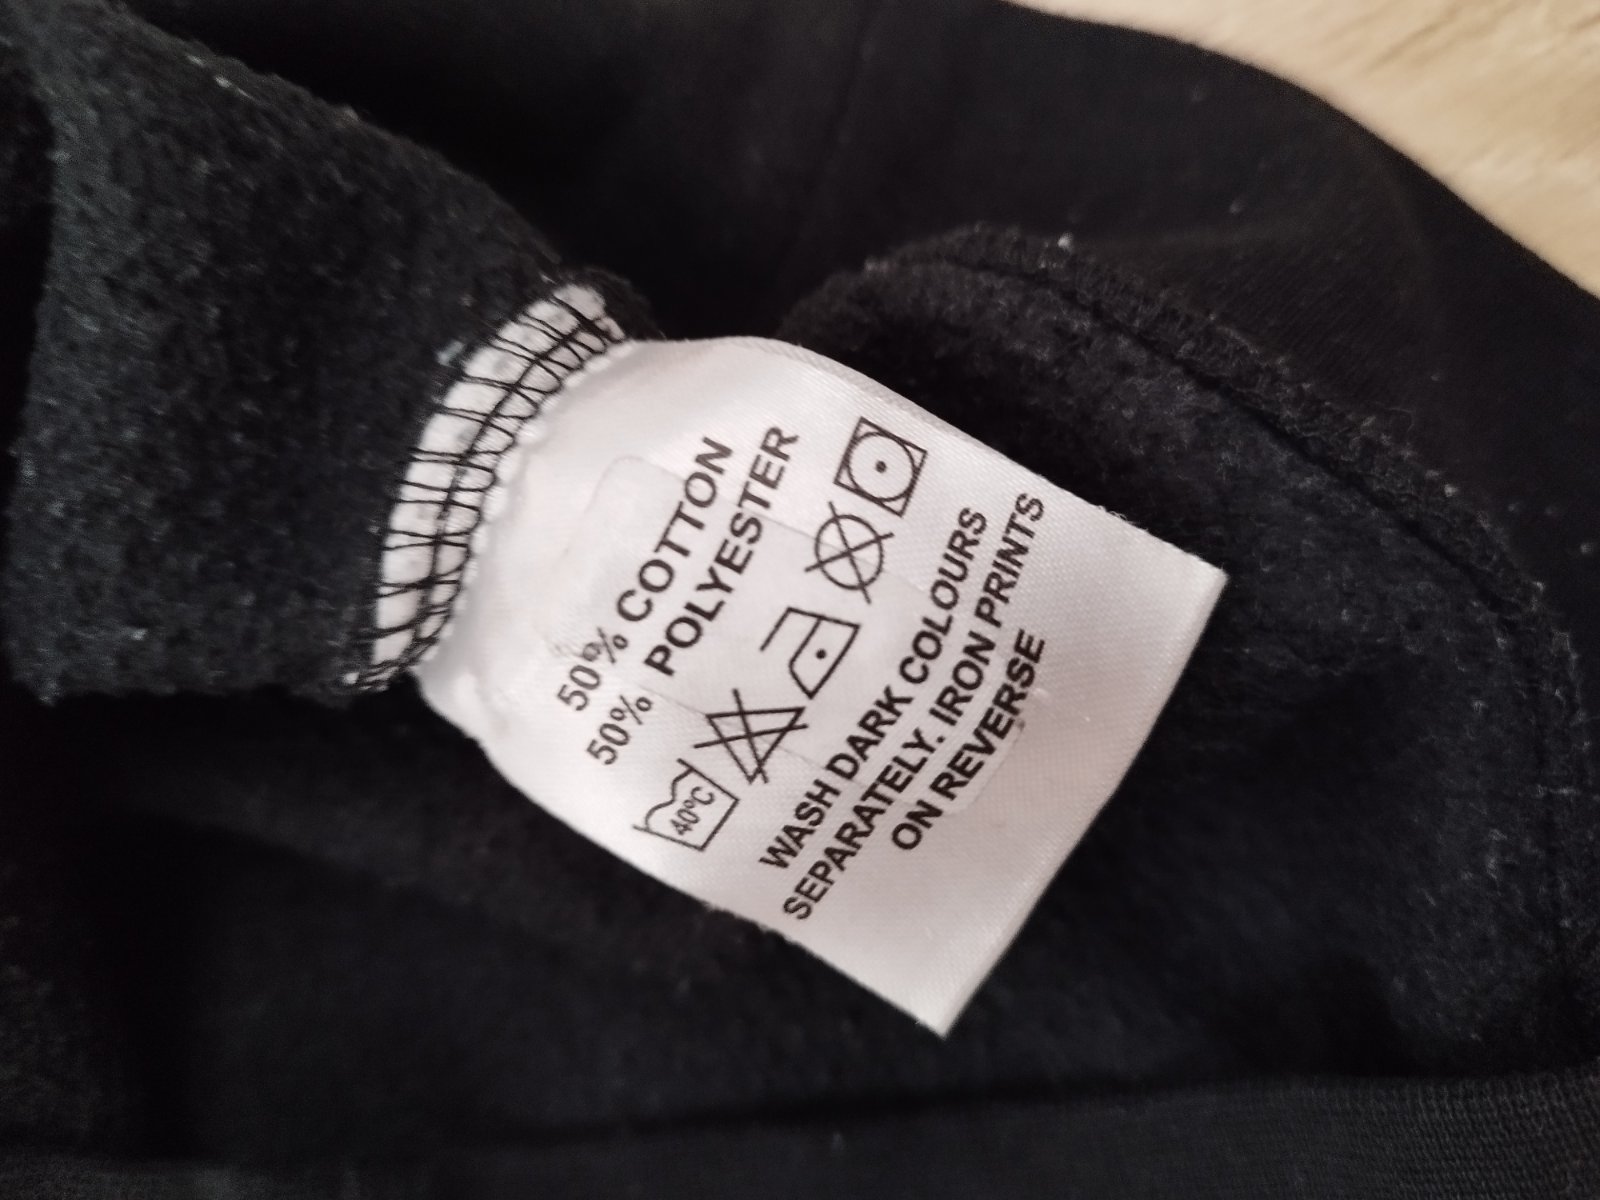 50% COTTON
50% POLYESTER
40°C
WASH DARK COLOURS
SEPARATELY. IRON PRINTS
ON REVERSE